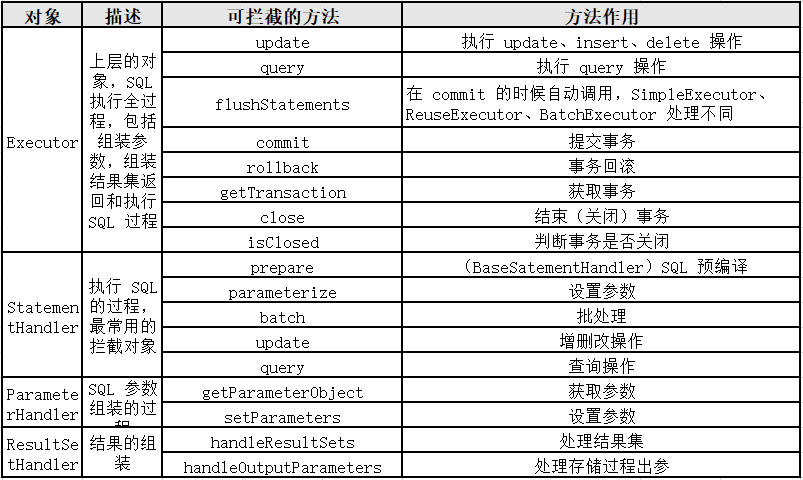 对象 描述 可拦截的方法 方法作用
Executor
上层的对
象，SQL
执行全过
程，包括
组装参
数，组装
结果集返
回和执行
SQL 过程
update 执行 update、insert、delete 操作
query 执行 query 操作
flushStatements
在 commit 的时候自动调用，SimpleExecutor、
ReuseExecutor、BatchExecutor 处理不同
commit 提交事务
rollback 事务回滚
getTransaction 获取事务
close 结束（关闭）事务
isClosed 判断事务是否关闭
Statemen
tHandler
执行 SQL
的过程，
最常用的
拦截对象
prepare （BaseSatementHandler）SQL 预编译
parameterize 设置参数
batch 批处理
update 增删改操作
query 查询操作
Paramete
rHandler
SQL 参数
组装的过
程
getParameterObject 获取参数
setParameters 设置参数
ResultSe
tHandler
结果的组
装
handleResultSets 处理结果集
handleOutputParameters 处理存储过程出参